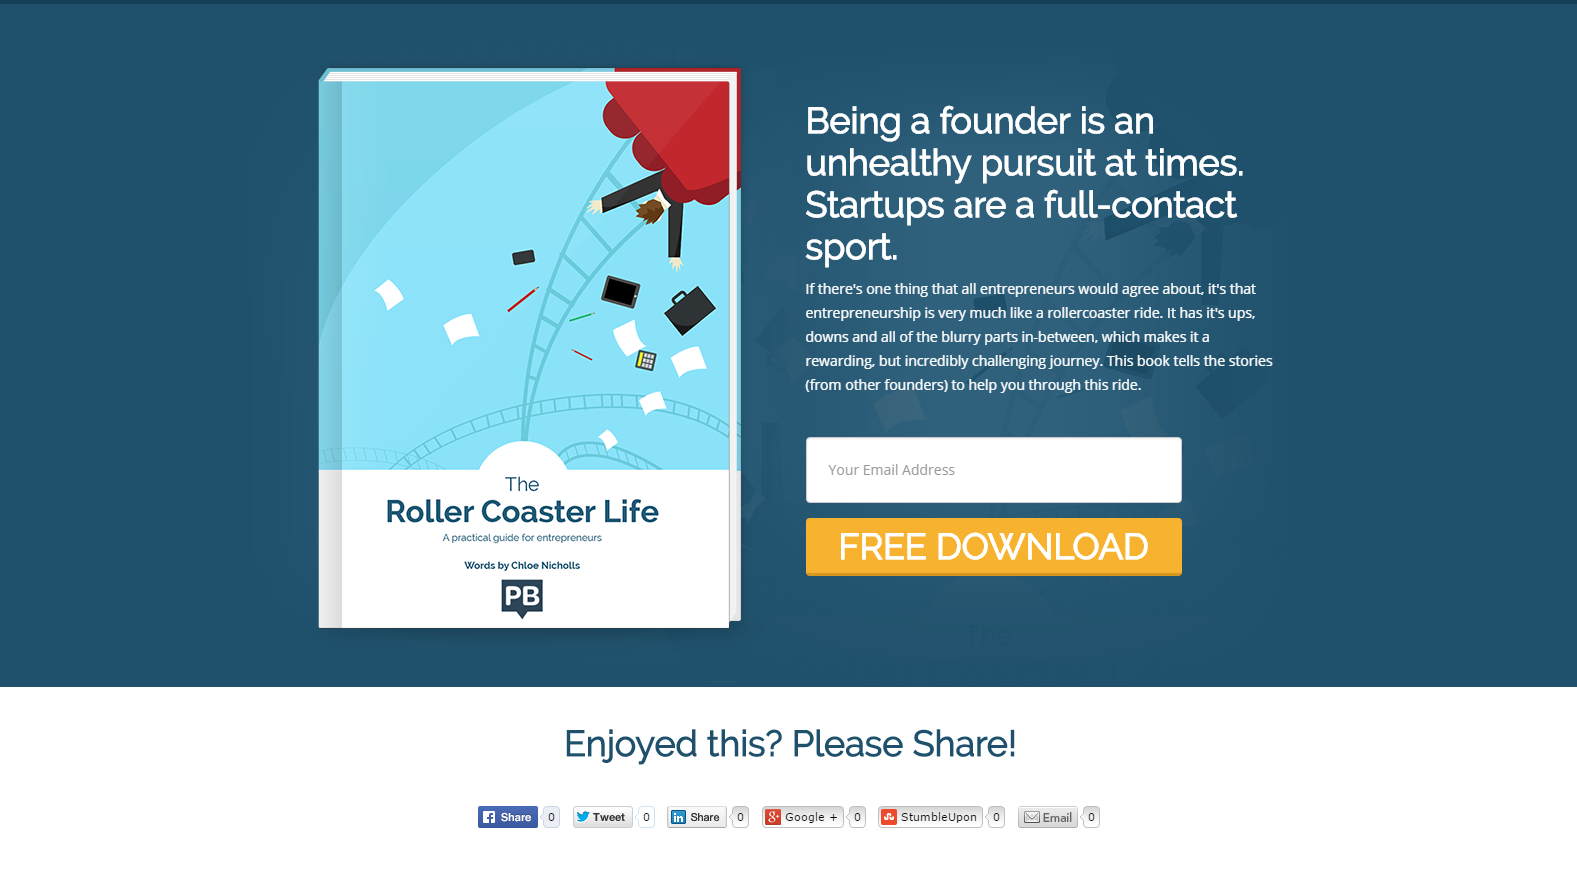 The
Roller Coaster Life
A practical guide for entrepreneurs
Words by Chloe Nicholls
PB
Being a founder is an
unhealthy pursuit at times.
Startups are a full-contact
sport.
If there's one thing that all entrepreneurs would agree about, it's that
entrepreneurship is very much like a rollercoaster ride. It has it's ups,
downs and all of the blurry parts in-between, which makes it a
rewarding, but incredibly challenging journey. This book tells the stories
(from other founders) to help you through this ride.
Your Email Address
FREE DOWNLOAD
Enjoyed this? Please Share!
Share 0 Tweet 0 in Share 0 Google + 0 StumbleUpon 0 Email 0